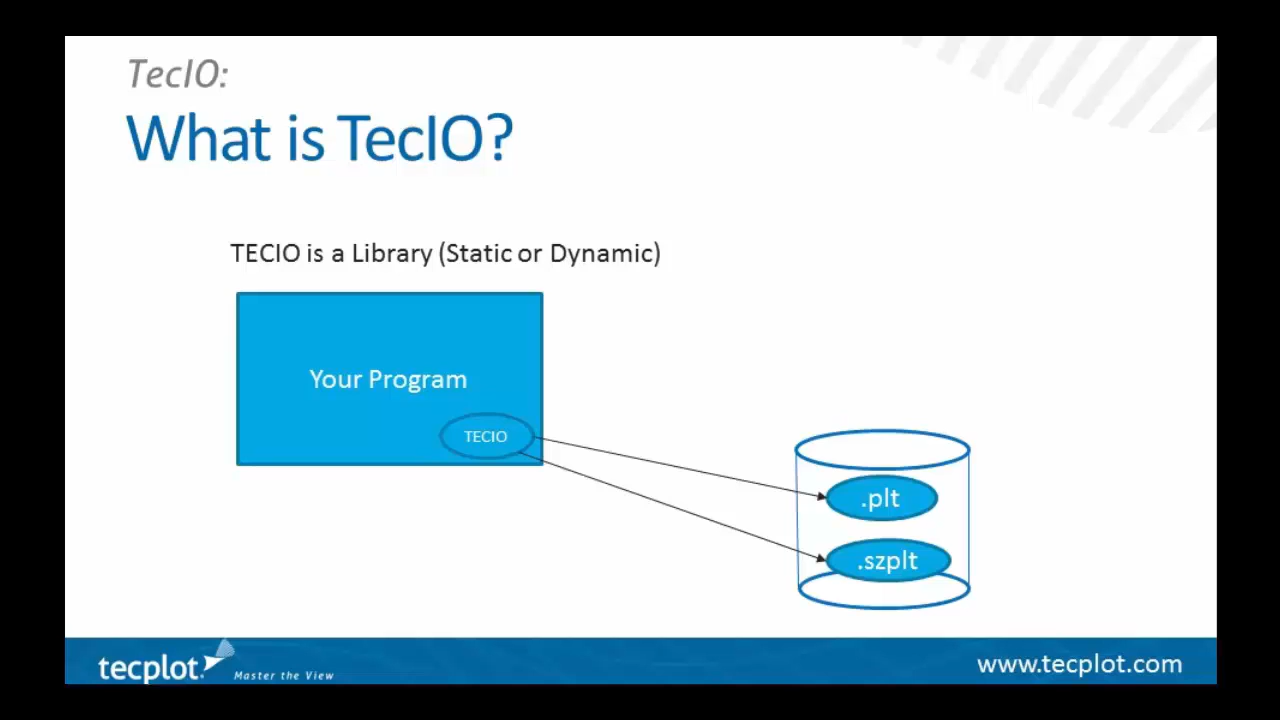 TecIO:
What is TecIO?
TECIO is a Library (Static or Dynamic)
Your Program
TECIO
.plt
.szplt
tecplot.
Master the View
www.tecplot.com